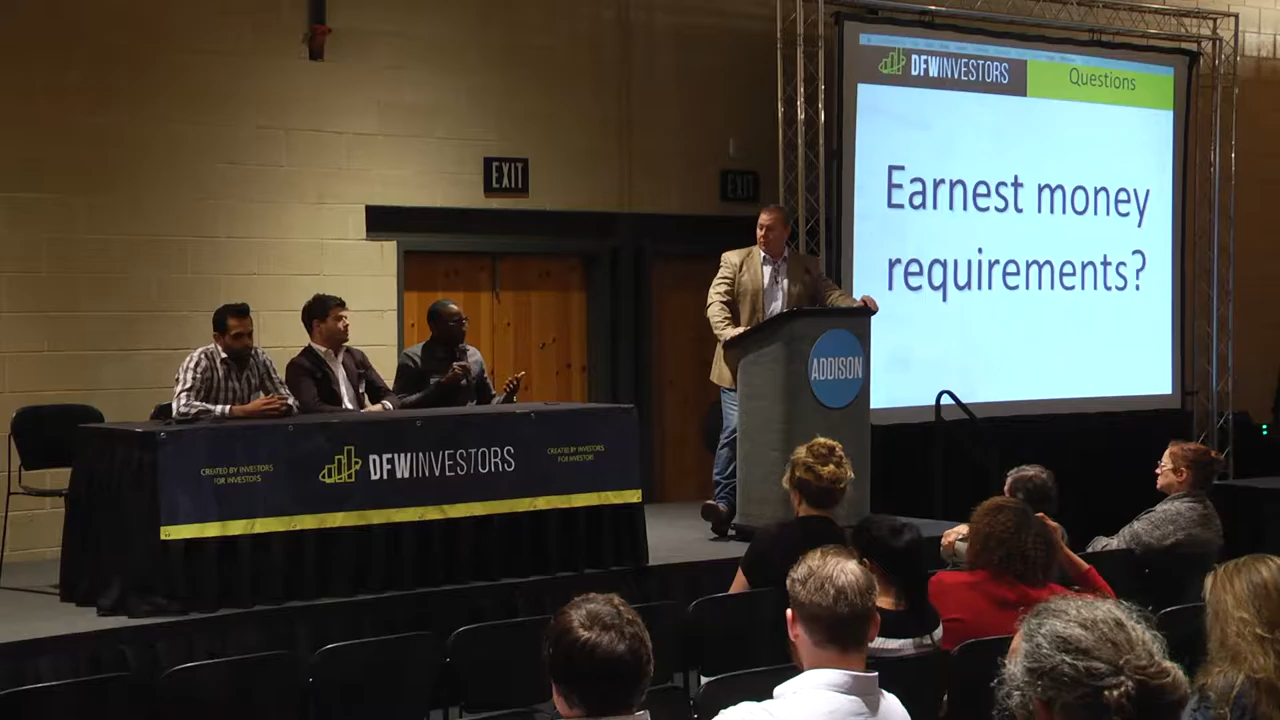 DFWINVESTORS
Questions
Earnest money
requirements?
EXIT
EXIT
ADDISON
CREATED BY INVESTORS
FOR INVESTORS
DFWINVESTORS
CREATED BY INVESTORS
FOR INVESTORS